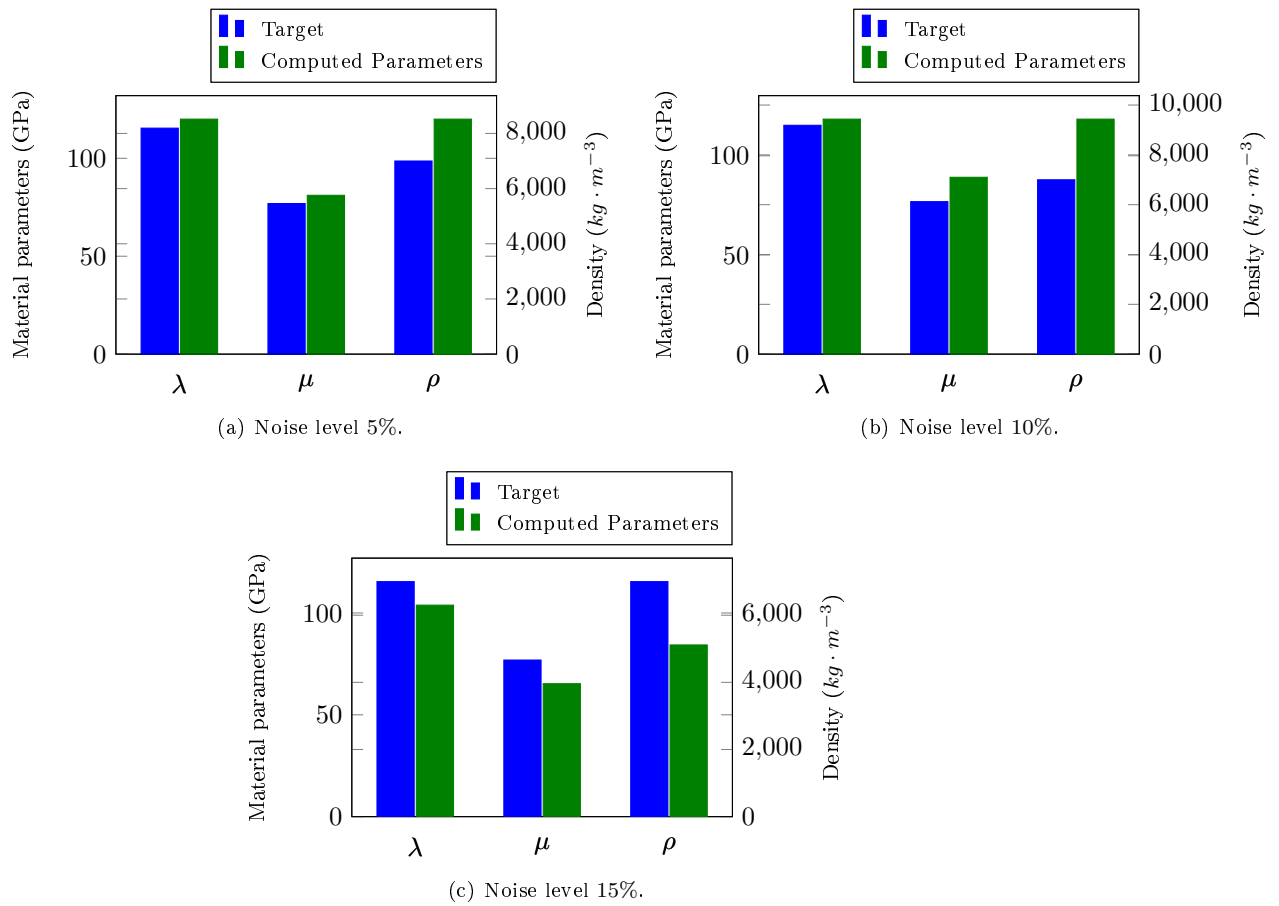 Target
Computed Parameters
Material parameters (GPa)
100
50
0
8,000
6,000
4,000
2,000
0
Density (kg · m⁻³)
λ μ ρ
(a) Noise level 5%.
Target
Computed Parameters
Material parameters (GPa)
100
50
0
10,000
8,000
6,000
4,000
2,000
0
Density (kg · m⁻³)
λ μ ρ
(b) Noise level 10%.
Target
Computed Parameters
Material parameters (GPa)
100
50
0
6,000
4,000
2,000
0
Density (kg · m⁻³)
λ μ ρ
(c) Noise level 15%.